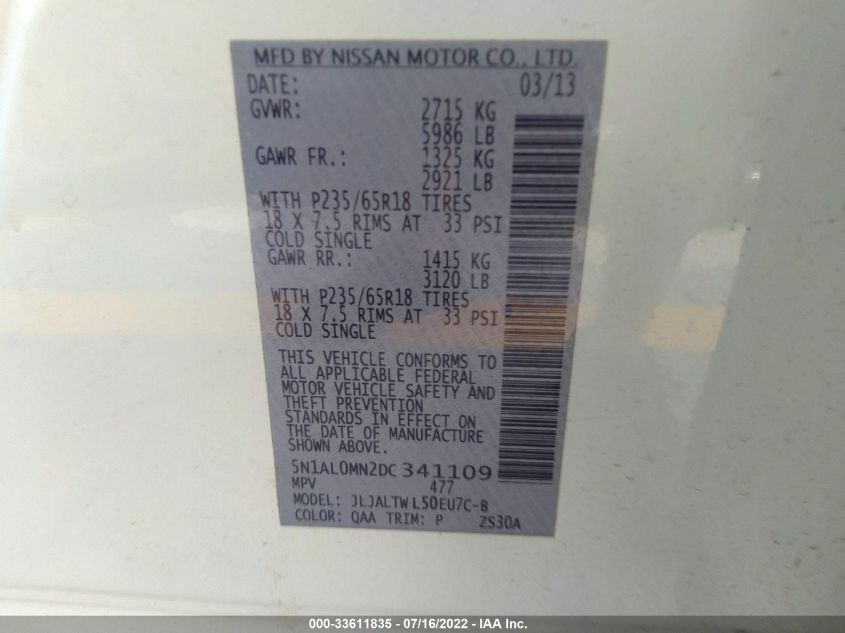 MFD BY NISSAN MOTOR CO., LTD.
DATE: 03/13
GVWR: 2715 KG
5986 LB
GAWR FR.: 1325 KG
2921 LB
WITH P235/65R18 TIRES
18 X 7.5 RIMS AT 33 PSI
COLD SINGLE
GAWR RR.: 1415 KG
3120 LB
WITH P235/65R18 TIRES
18 X 7.5 RIMS AT 33 PSI
COLD SINGLE
THIS VEHICLE CONFORMS TO
ALL APPLICABLE FEDERAL
MOTOR VEHICLE SAFETY AND
THEFT PREVENTION
STANDARDS IN EFFECT ON
THE DATE OF MANUFACTURE
SHOWN ABOVE.
5N1AL0MN2DC341109
MPV 477
MODEL: JLJALTWL50EU7C-B
COLOR: QAA TRIM: P ZS30A
000-33611835 - 07/16/2022 - IAA Inc.